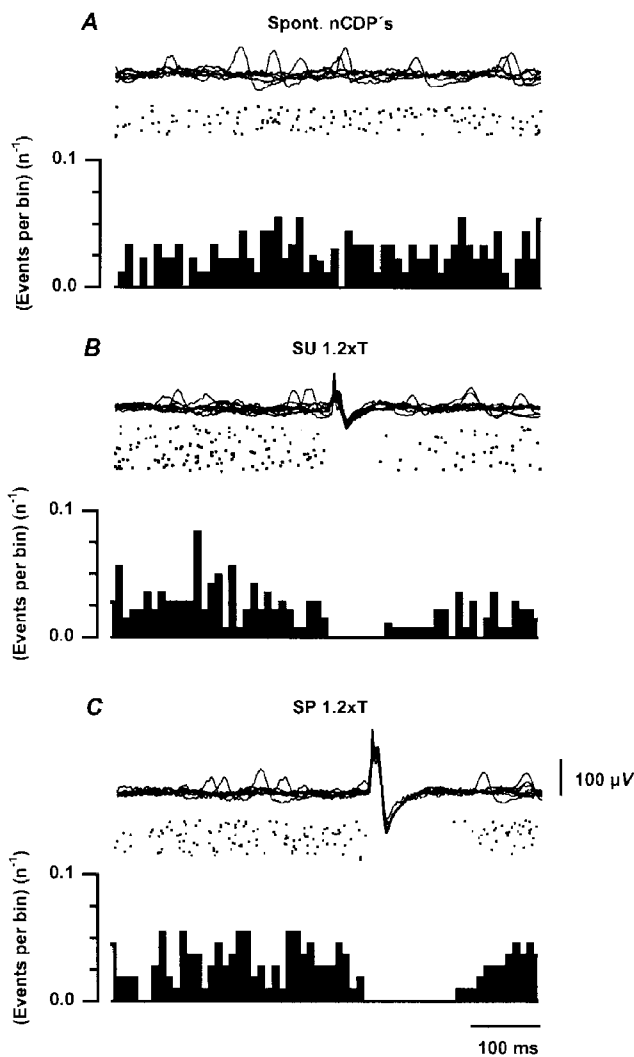 A
Spont. nCDP´s
(Events per bin) (n-1)
0.1
0.0
B
SU 1.2xT
(Events per bin) (n-1)
0.1
0.0
C
SP 1.2xT
100 µV
(Events per bin) (n-1)
0.1
0.0
100 ms